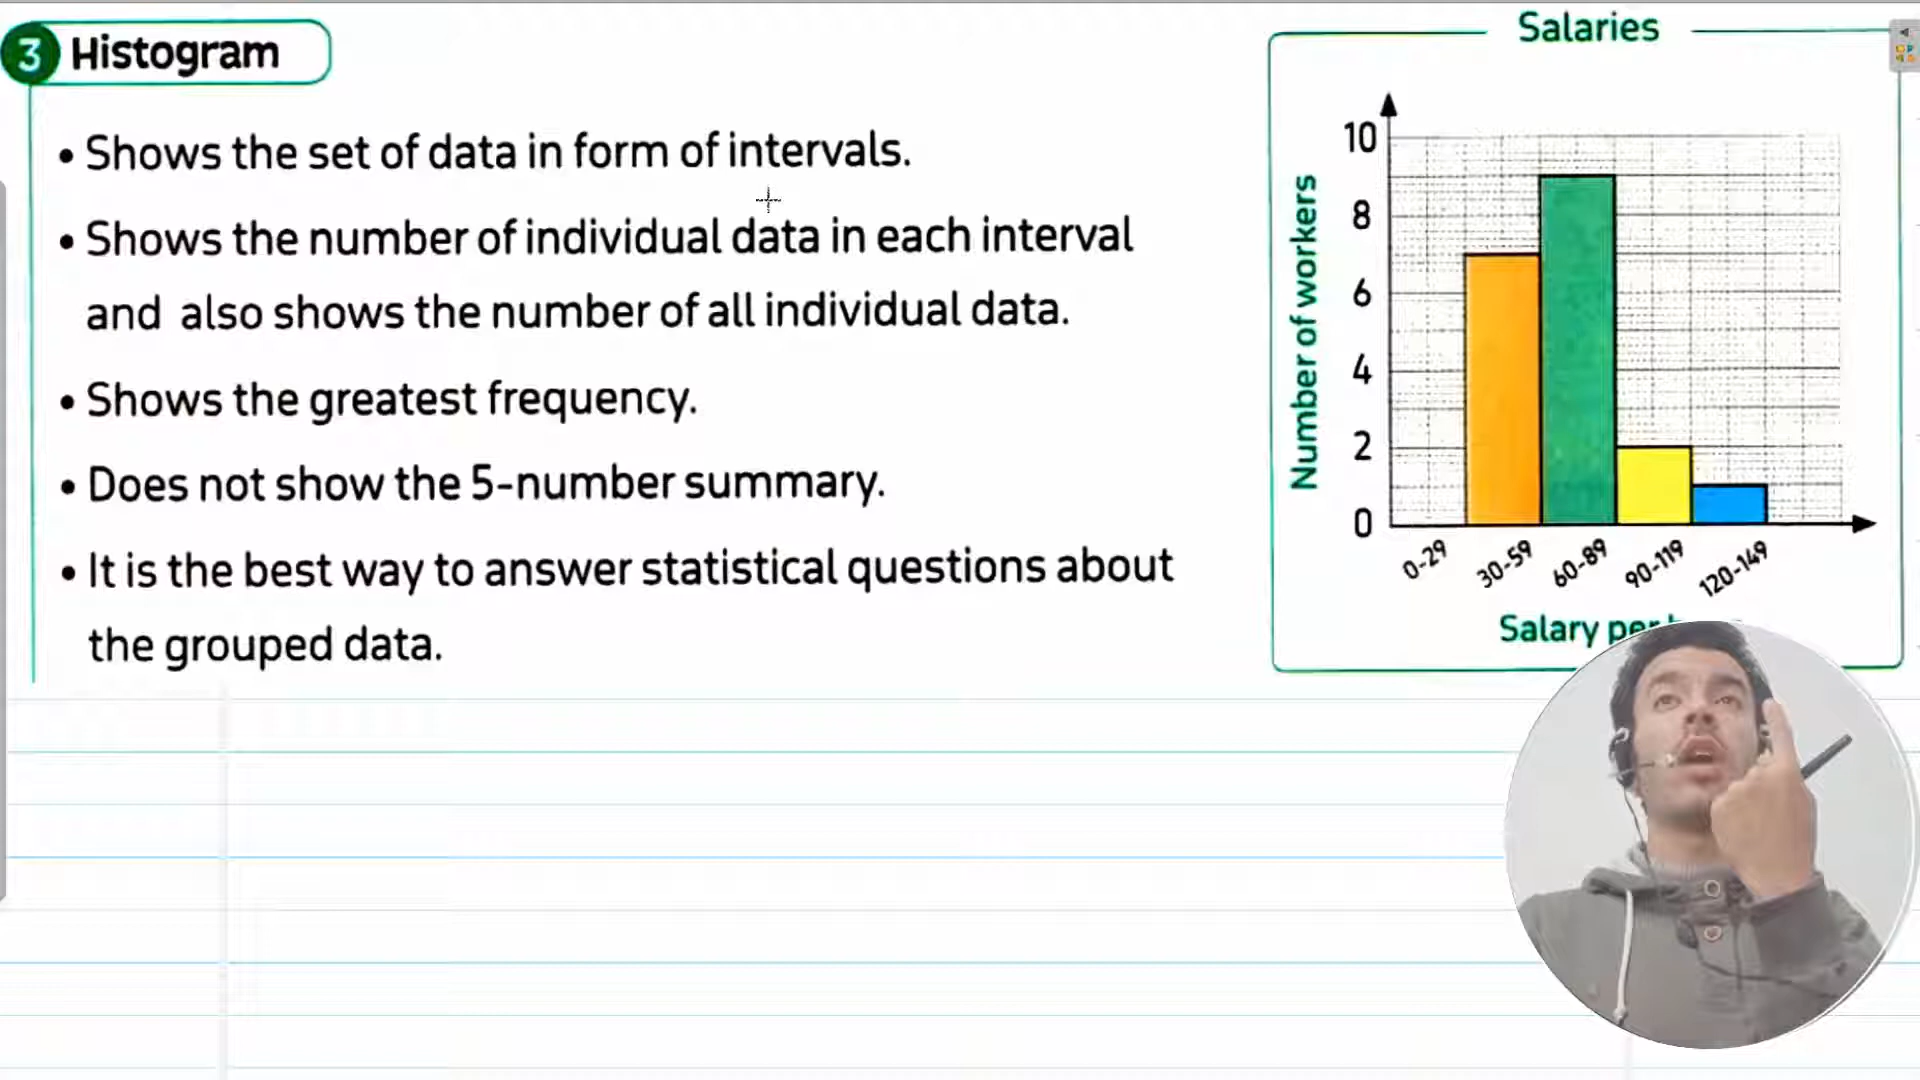 3 Histogram
• Shows the set of data in form of intervals.
• Shows the number of individual data in each interval
and also shows the number of all individual data.
• Shows the greatest frequency.
• Does not show the 5-number summary.
• It is the best way to answer statistical questions about
the grouped data.
Salaries
Number of workers
10
8
6
4
2
0
0-29
30-59
60-89
90-119
120-149
Salary per